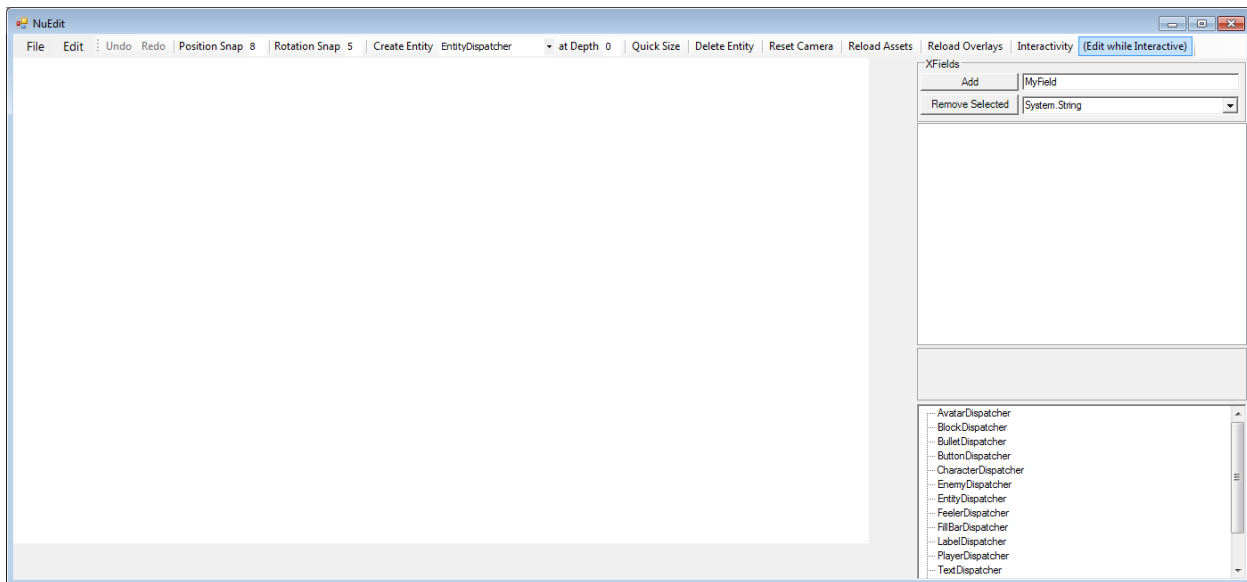 NuEdit
File Edit Undo Redo Position Snap 8 Rotation Snap 5 Create Entity EntityDispatcher at Depth 0 Quick Size Delete Entity Reset Camera Reload Assets Reload Overlays Interactivity (Edit while Interactive)
XFields
Add MyField
Remove Selected System.String
AvatarDispatcher
BlockDispatcher
BulletDispatcher
ButtonDispatcher
CharacterDispatcher
EnemyDispatcher
EntityDispatcher
FeelerDispatcher
FillBarDispatcher
LabelDispatcher
PlayerDispatcher
TextDispatcher